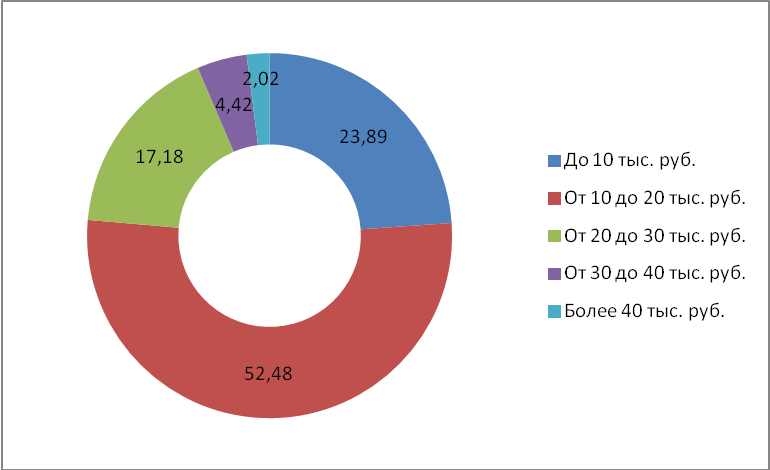 2,02
4,42
23,89
17,18
52,48
До 10 тыс. руб.
От 10 до 20 тыс. руб.
От 20 до 30 тыс. руб.
От 30 до 40 тыс. руб.
Более 40 тыс. руб.